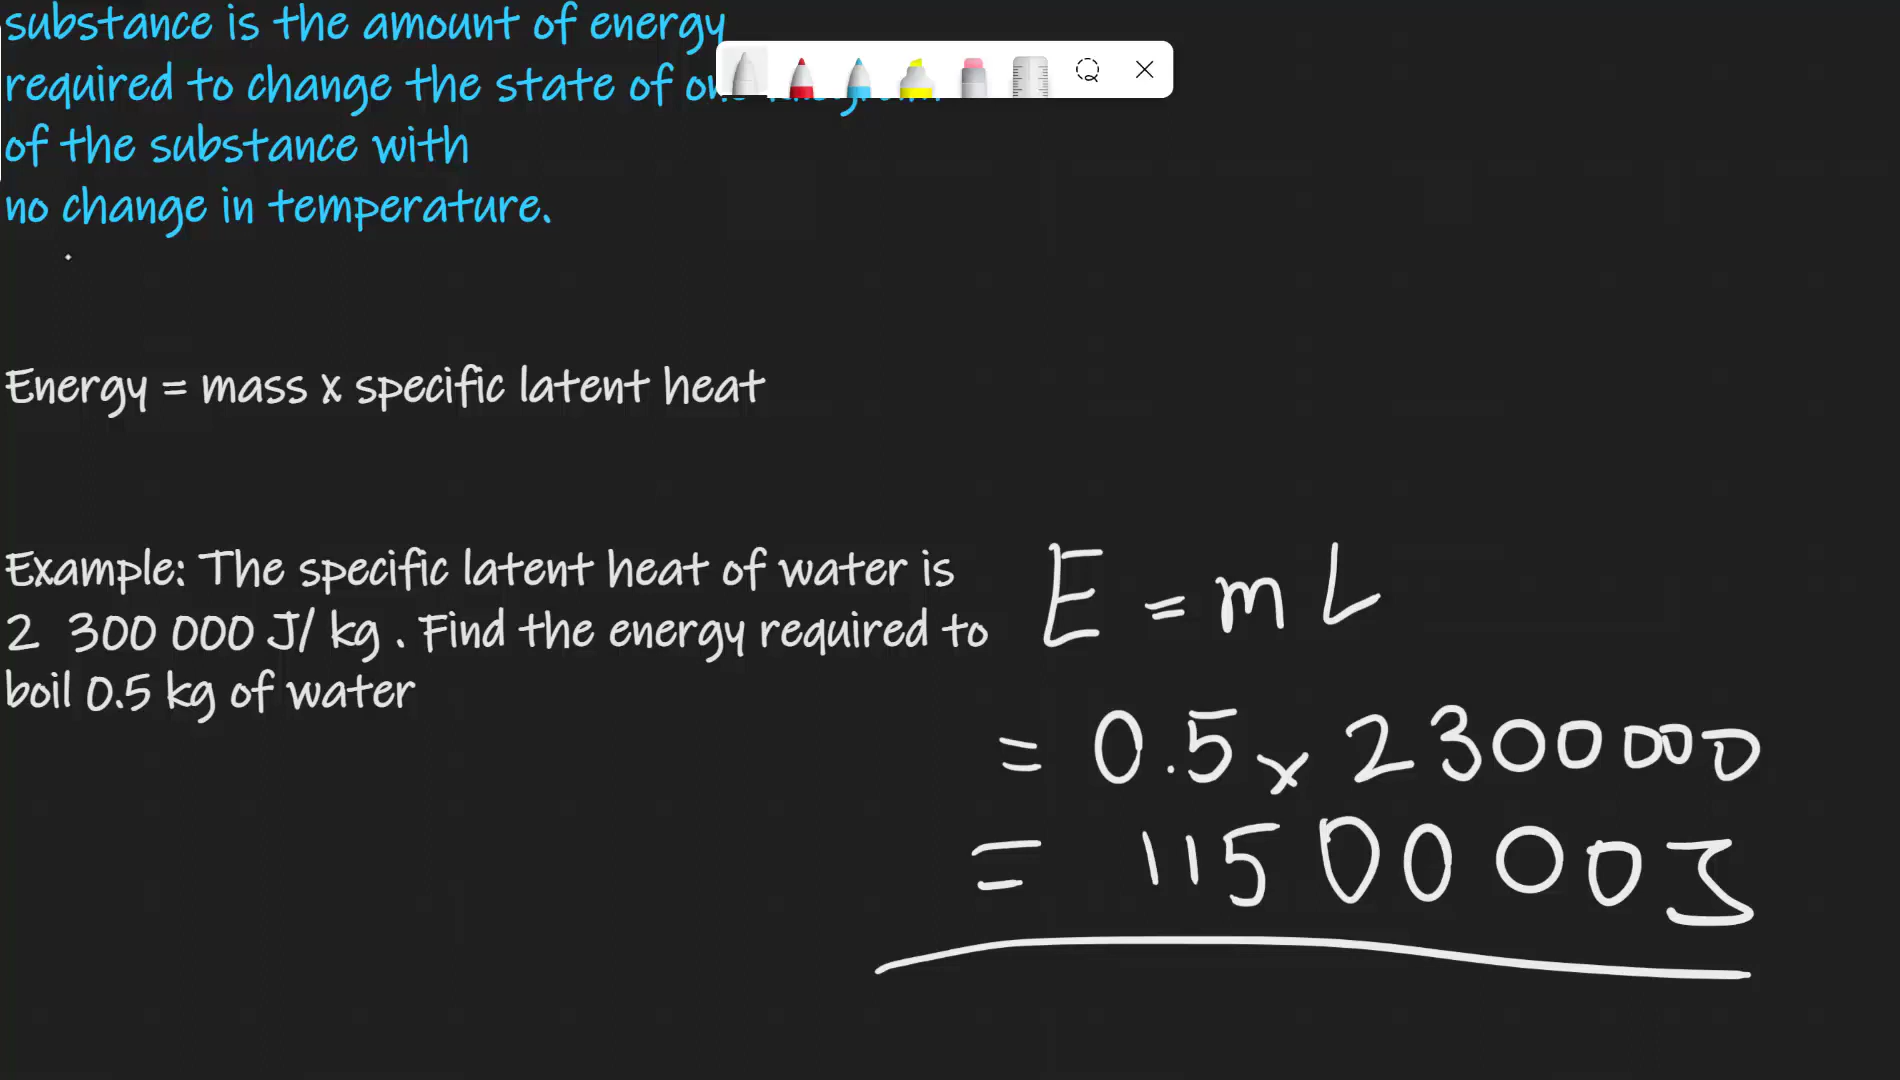 substance is the amount of energy
required to change the state of
of the substance with
no change in temperature.
Energy = mass x specific latent heat
Example: The specific latent heat of water is
2 300 000 J/ kg . Find the energy required to
boil 0.5 kg of water
E = m L
= 0.5 x 2300000
= 1150000J